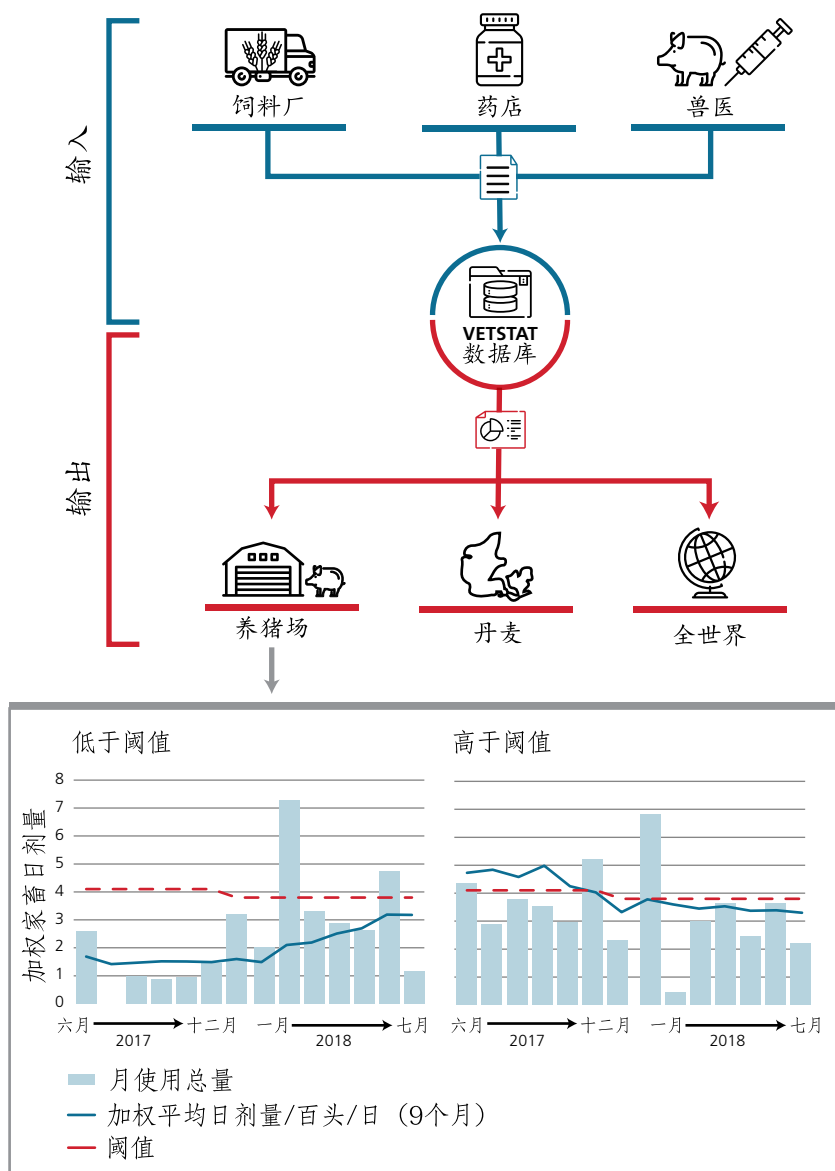 输入
饲料厂
药店
兽医
VETSTAT
数据库
输出
养猪场
丹麦
全世界
低于阈值
高于阈值
加权家畜日剂量
8
7
6
5
4
3
2
1
0
六月
十二月
一月
七月
2017
2018
六月
十二月
一月
七月
2017
2018
月使用总量
加权平均日剂量/百头/日（9个月）
阈值